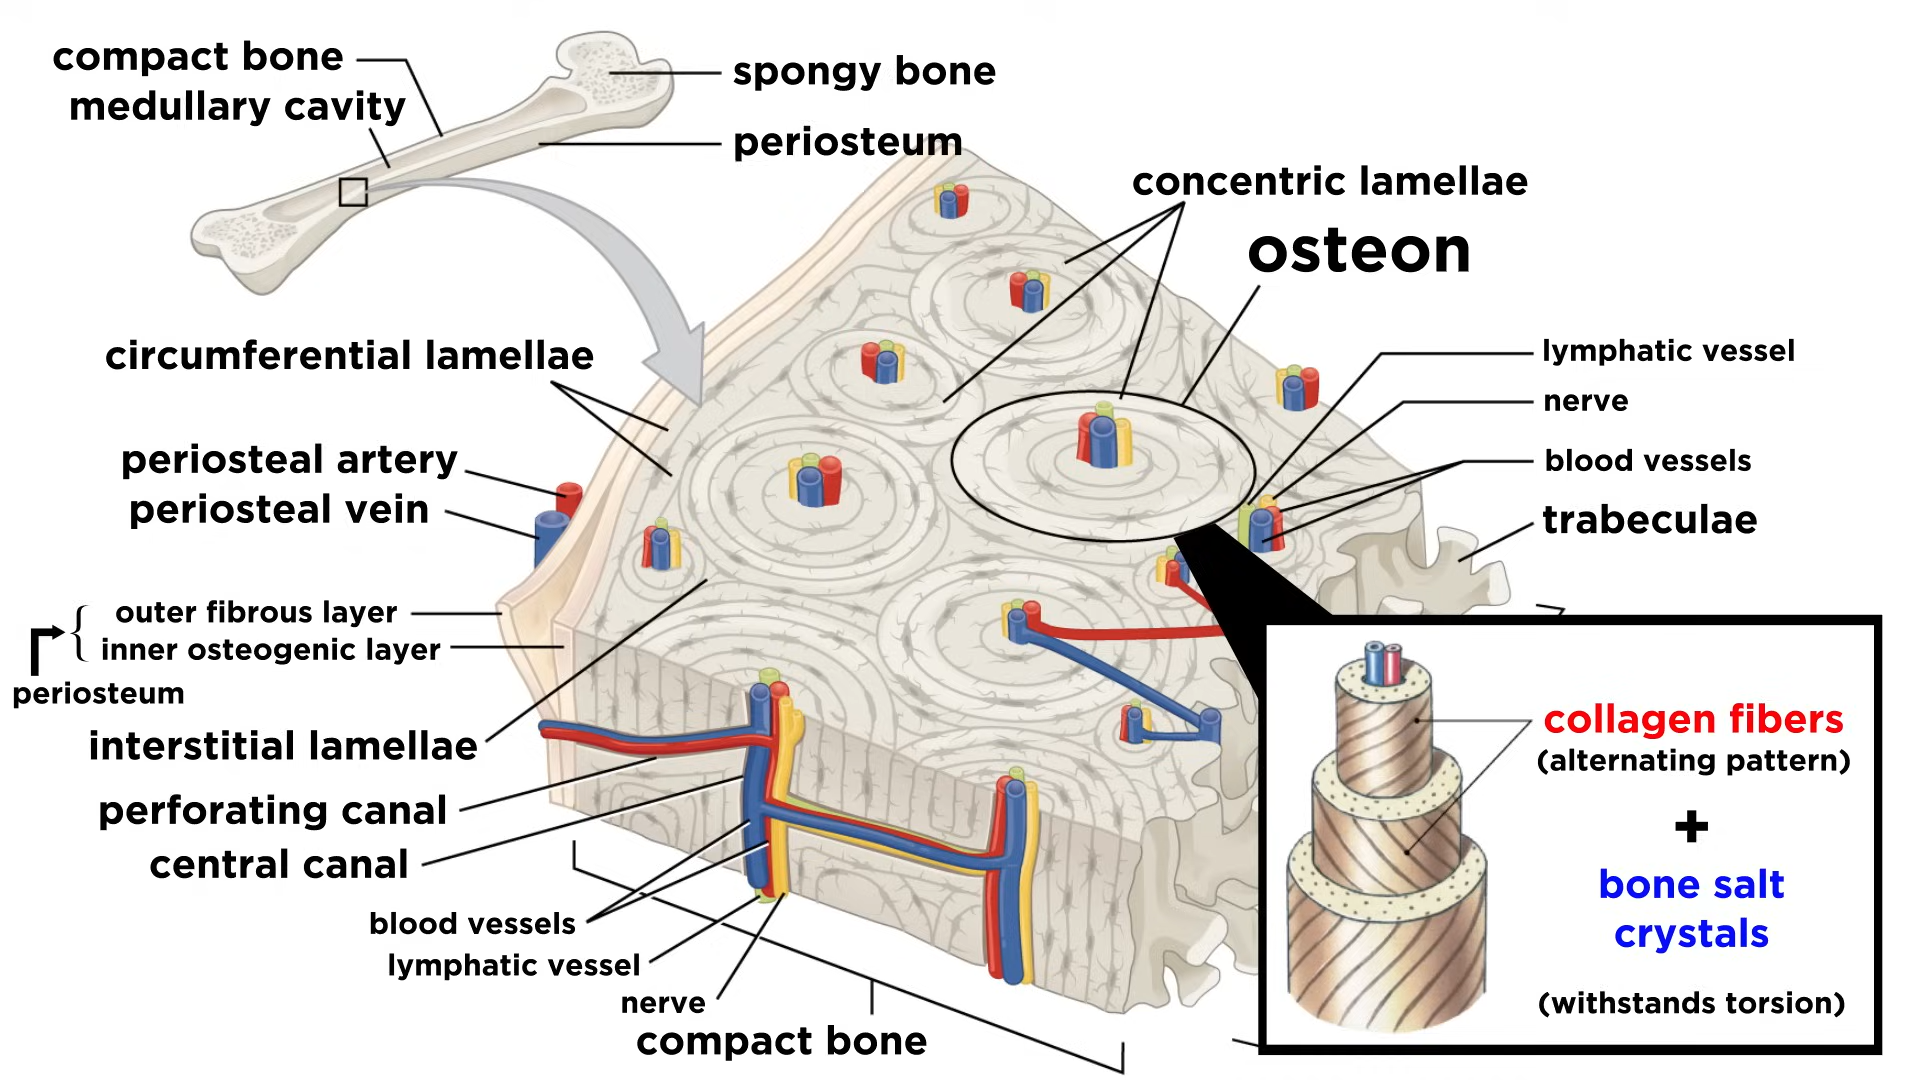 compact bone
medullary cavity
spongy bone
periosteum
concentric lamellae
osteon
circumferential lamellae
lymphatic vessel
nerve
blood vessels
trabeculae
periosteal artery
periosteal vein
outer fibrous layer
inner osteogenic layer
periosteum
interstitial lamellae
perforating canal
central canal
blood vessels
lymphatic vessel
nerve
compact bone
collagen fibers
(alternating pattern)
+
bone salt
crystals
(withstands torsion)